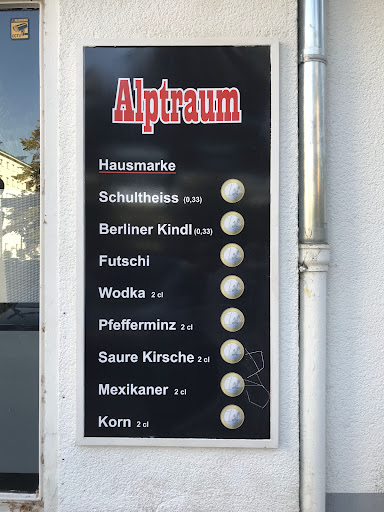 Alptraum
Hausmarke
Schultheiss (0,33)
Berliner Kindl (0,33)
Futschi
Wodka 2 cl
Pfefferminz 2 cl
Saure Kirsche 2 cl
Mexikaner 2 cl
Korn 2 cl